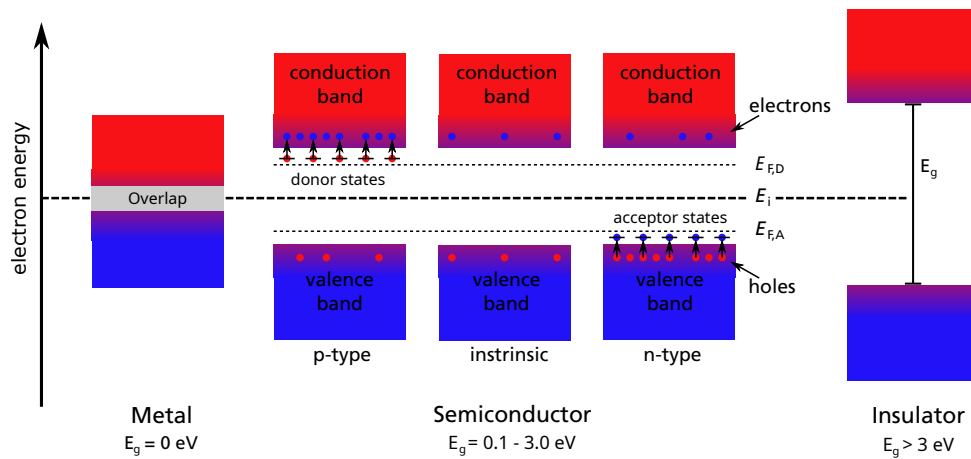 electron energy
Overlap
conduction
band
conduction
band
conduction
band
electrons
donor states
E F,D
E i
E F,A
E g
acceptor states
valence
band
valence
band
valence
band
holes
p-type
instrinsic
n-type
Metal
E g = 0 eV
Semiconductor
E g = 0.1 - 3.0 eV
Insulator
E g > 3 eV